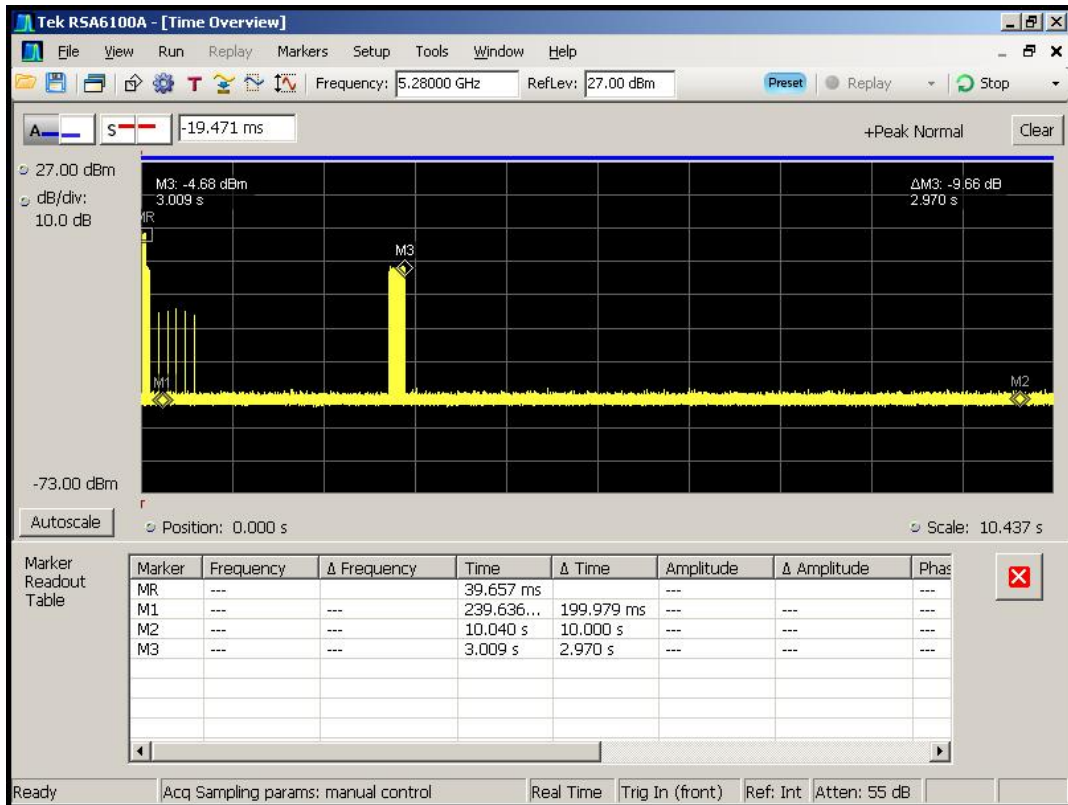 Tek RSA6100A - [Time Overview]
File View Run Replay Markers Setup Tools Window Help
T Frequency: 5.28000 GHz RefLev: 27.00 dBm Preset Replay Stop
A S -19.471 ms +Peak Normal Clear
27.00 dBm
dB/div:
10.0 dB
M3: -4.68 dBm
3.009 s
ΔM3: -9.66 dB
2.970 s
MR
M3
M1
M2
-73.00 dBm
Autoscale
Position: 0.000 s
Scale: 10.437 s
Marker
Readout
Table
Marker Frequency Δ Frequency Time Δ Time Amplitude Δ Amplitude Phas
MR --- 39.657 ms --- ---
M1 --- --- 239.636... 199.979 ms --- --- ---
M2 --- --- 10.040 s 10.000 s --- --- ---
M3 --- --- 3.009 s 2.970 s --- --- ---
Ready Acq Sampling params: manual control Real Time Trig In (front) Ref: Int Atten: 55 dB